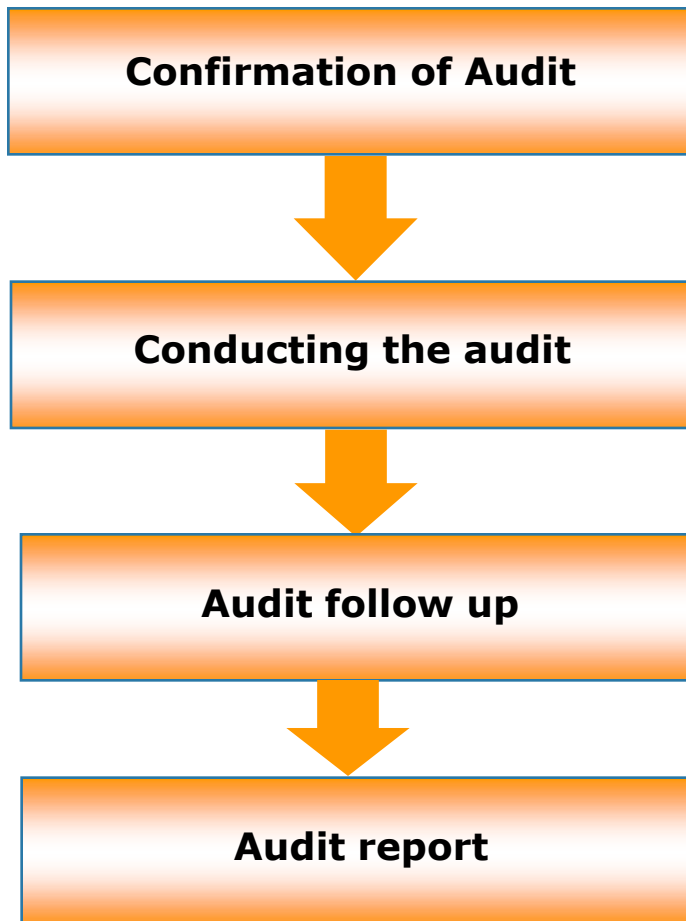 Confirmation of Audit
Conducting the audit
Audit follow up
Audit report